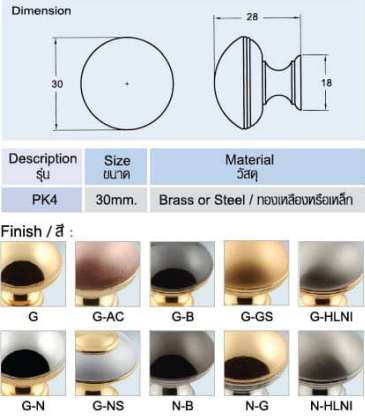 Dimension
28
30
18
Description Size Material
รุ่น ขนาด วัสดุ
PK4 30mm. Brass or Steel / ทองเหลืองหรือเหล็ก
Finish / สี :
G G-AC G-B G-GS G-HLNI
G-N G-NS N-B N-G N-HLNI